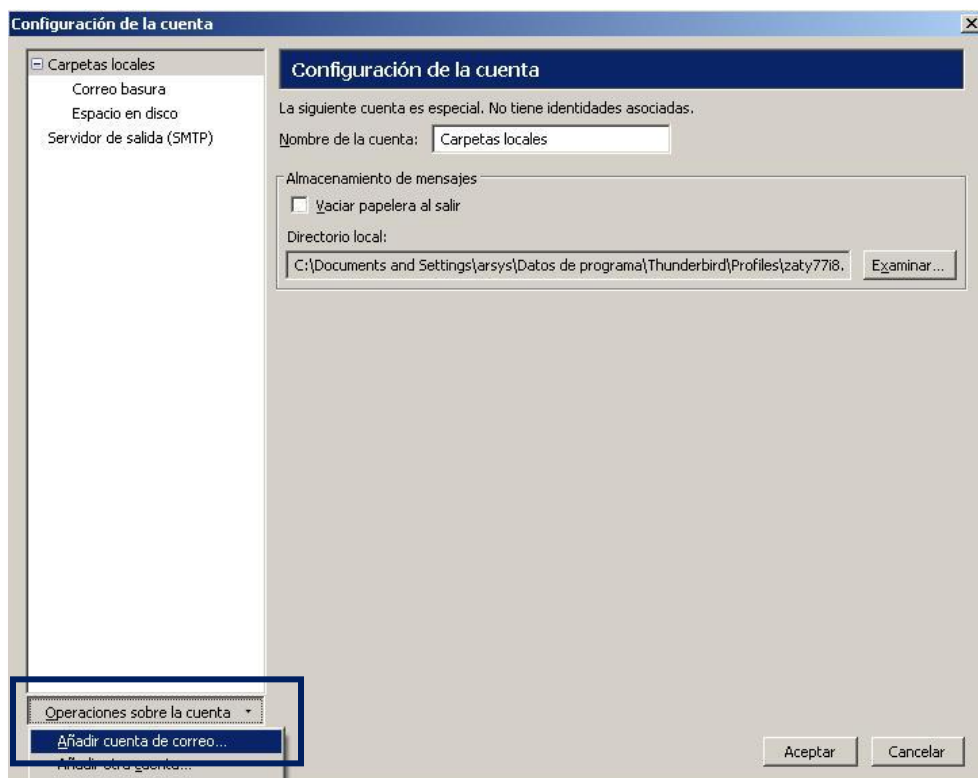 Configuración de la cuenta
Carpetas locales
Correo basura
Espacio en disco
Servidor de salida (SMTP)
Configuración de la cuenta
La siguiente cuenta es especial. No tiene identidades asociadas.
Nombre de la cuenta: Carpetas locales
Almacenamiento de mensajes
Vaciar papelera al salir
Directorio local:
C:\Documents and Settings\arsys\Datos de programa\Thunderbird\Profiles\zaty77i8. Examinar...
Operaciones sobre la cuenta
Añadir cuenta de correo...
Añadir otra cuenta...
Aceptar Cancelar